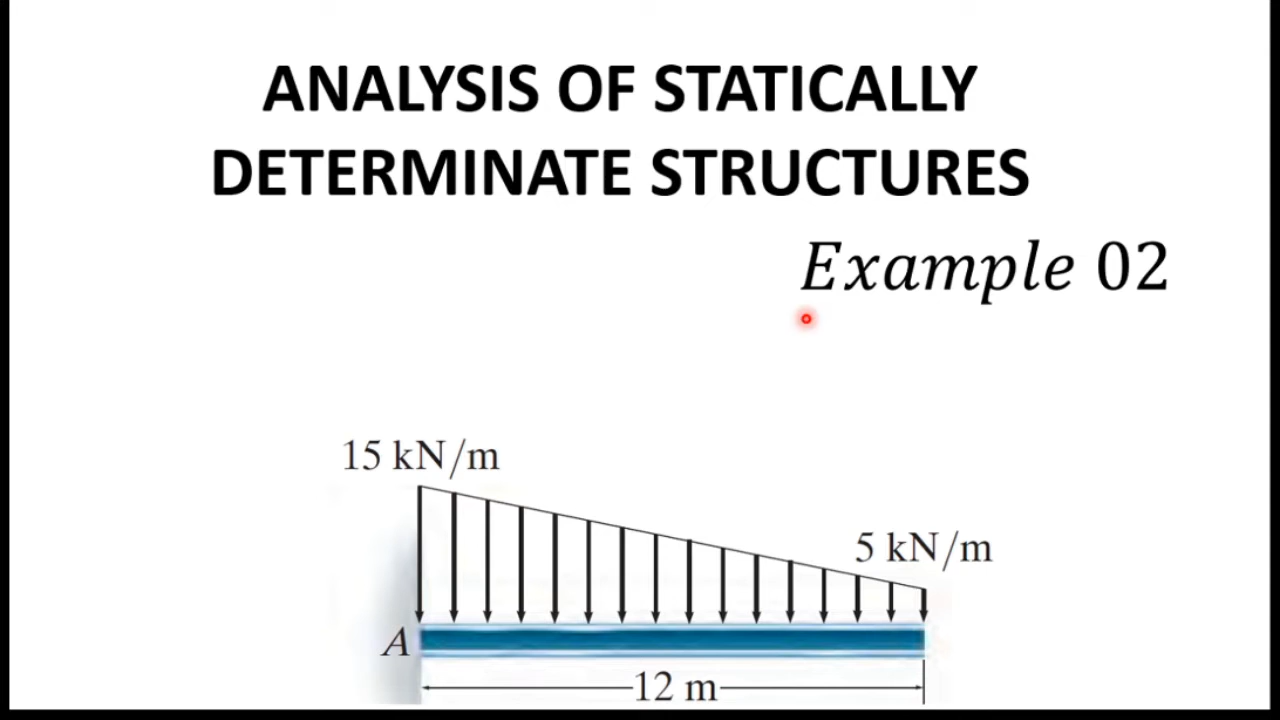 ANALYSIS OF STATICALLY
DETERMINATE STRUCTURES
Example 02
15 kN/m
5 kN/m
A
12 m